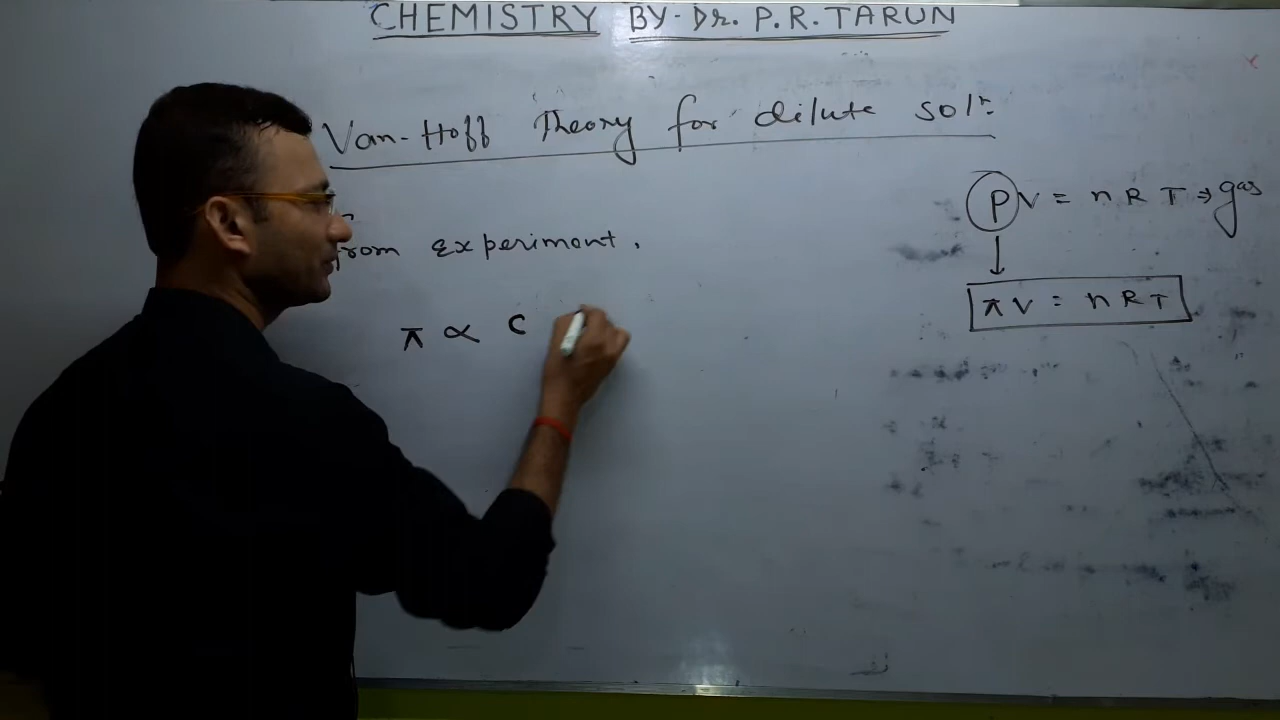 CHEMISTRY BY- Dr. P.R. TARUN
Van-Hoff Theory for dilute solⁿ:
from experiment.
π ∝ C
PV = nRT ⇒ gas
↓
πV = nRT